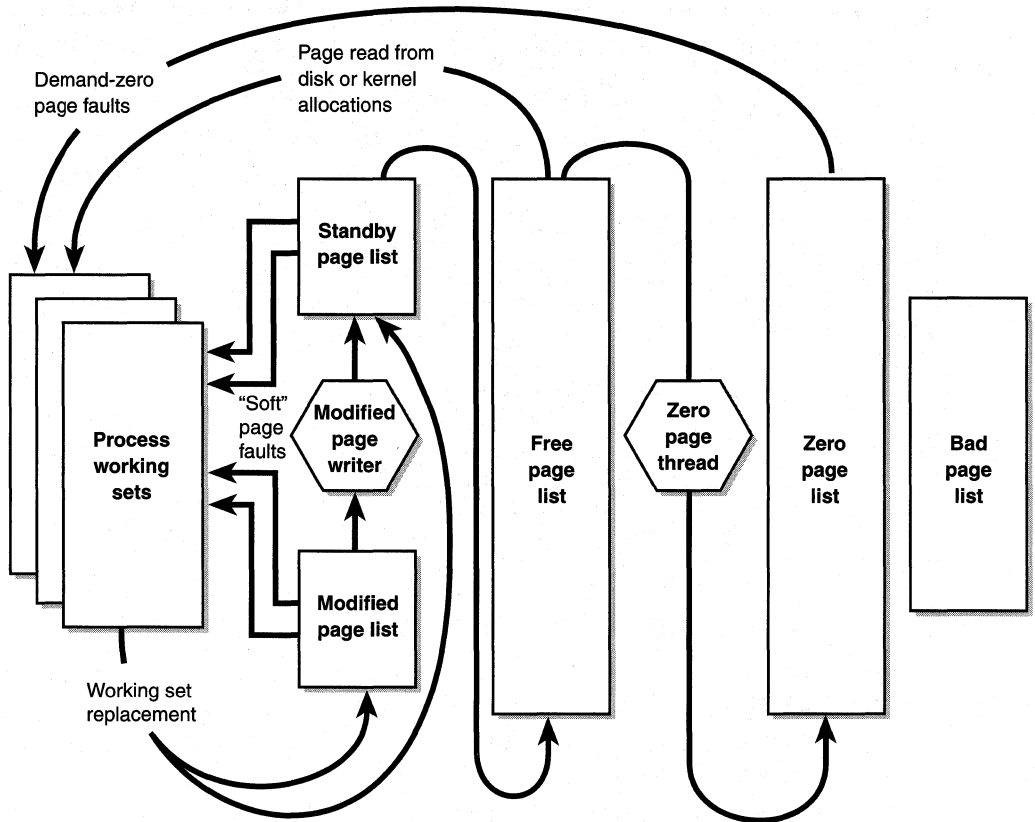 Demand-zero
page faults
Page read from
disk or kernel
allocations
Standby
page list
"Soft"
page
faults
Modified
page
writer
Process
working
sets
Free
page
list
Zero
page
thread
Zero
page
list
Bad
page
list
Modified
page list
Working set
replacement